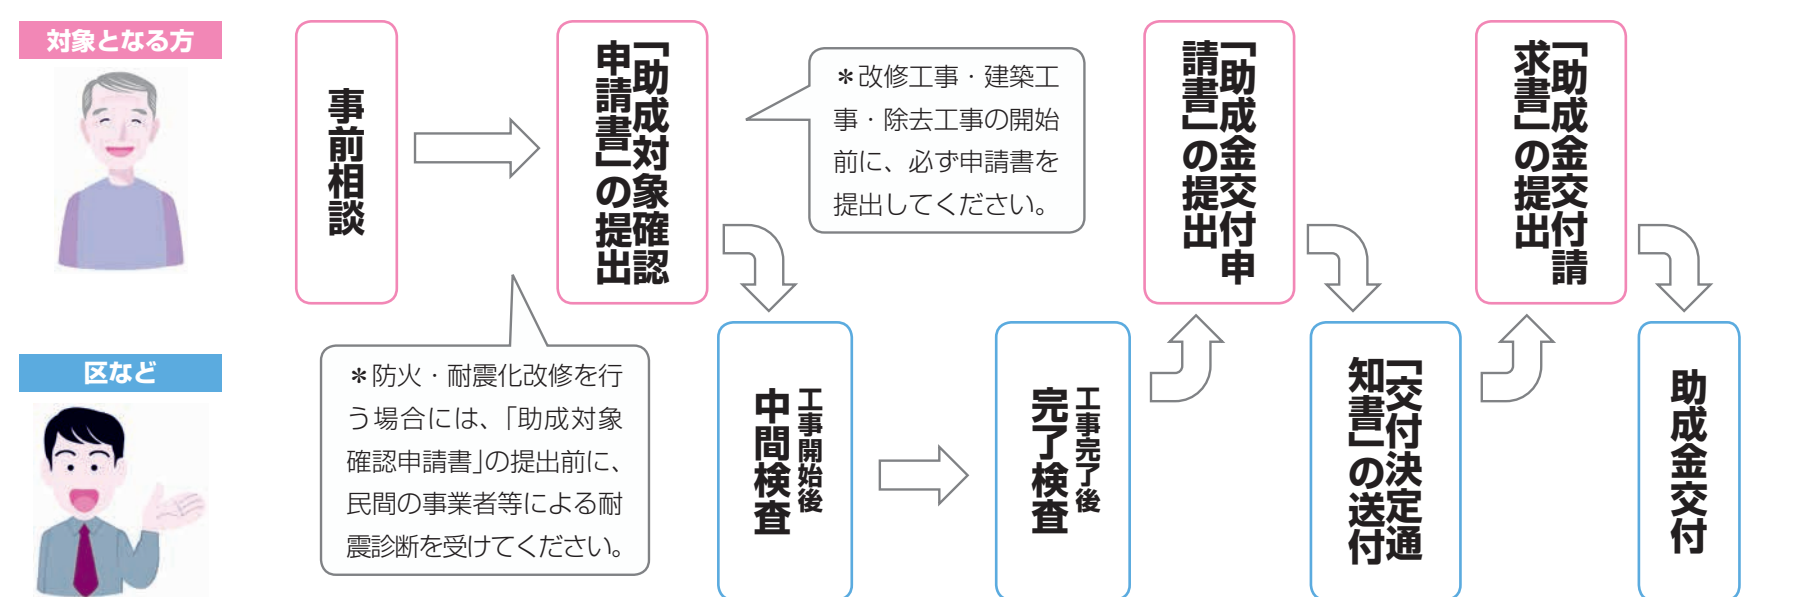 対象となる方
事前相談
「助成対象確認
申請書」の提出
＊改修工事・建築工
事・除去工事の開始
前に、必ず申請書を
提出してください。
「助成金交付申
請書」の提出
「助成金交付請
求書」の提出
区など
＊防火・耐震化改修を行
う場合には、「助成対象
確認申請書」の提出前に、
民間の事業者等による耐
震診断を受けてください。
工事開始後
中間検査
工事完了後
完了検査
「交付決定通
知書」の送付
助成金交付